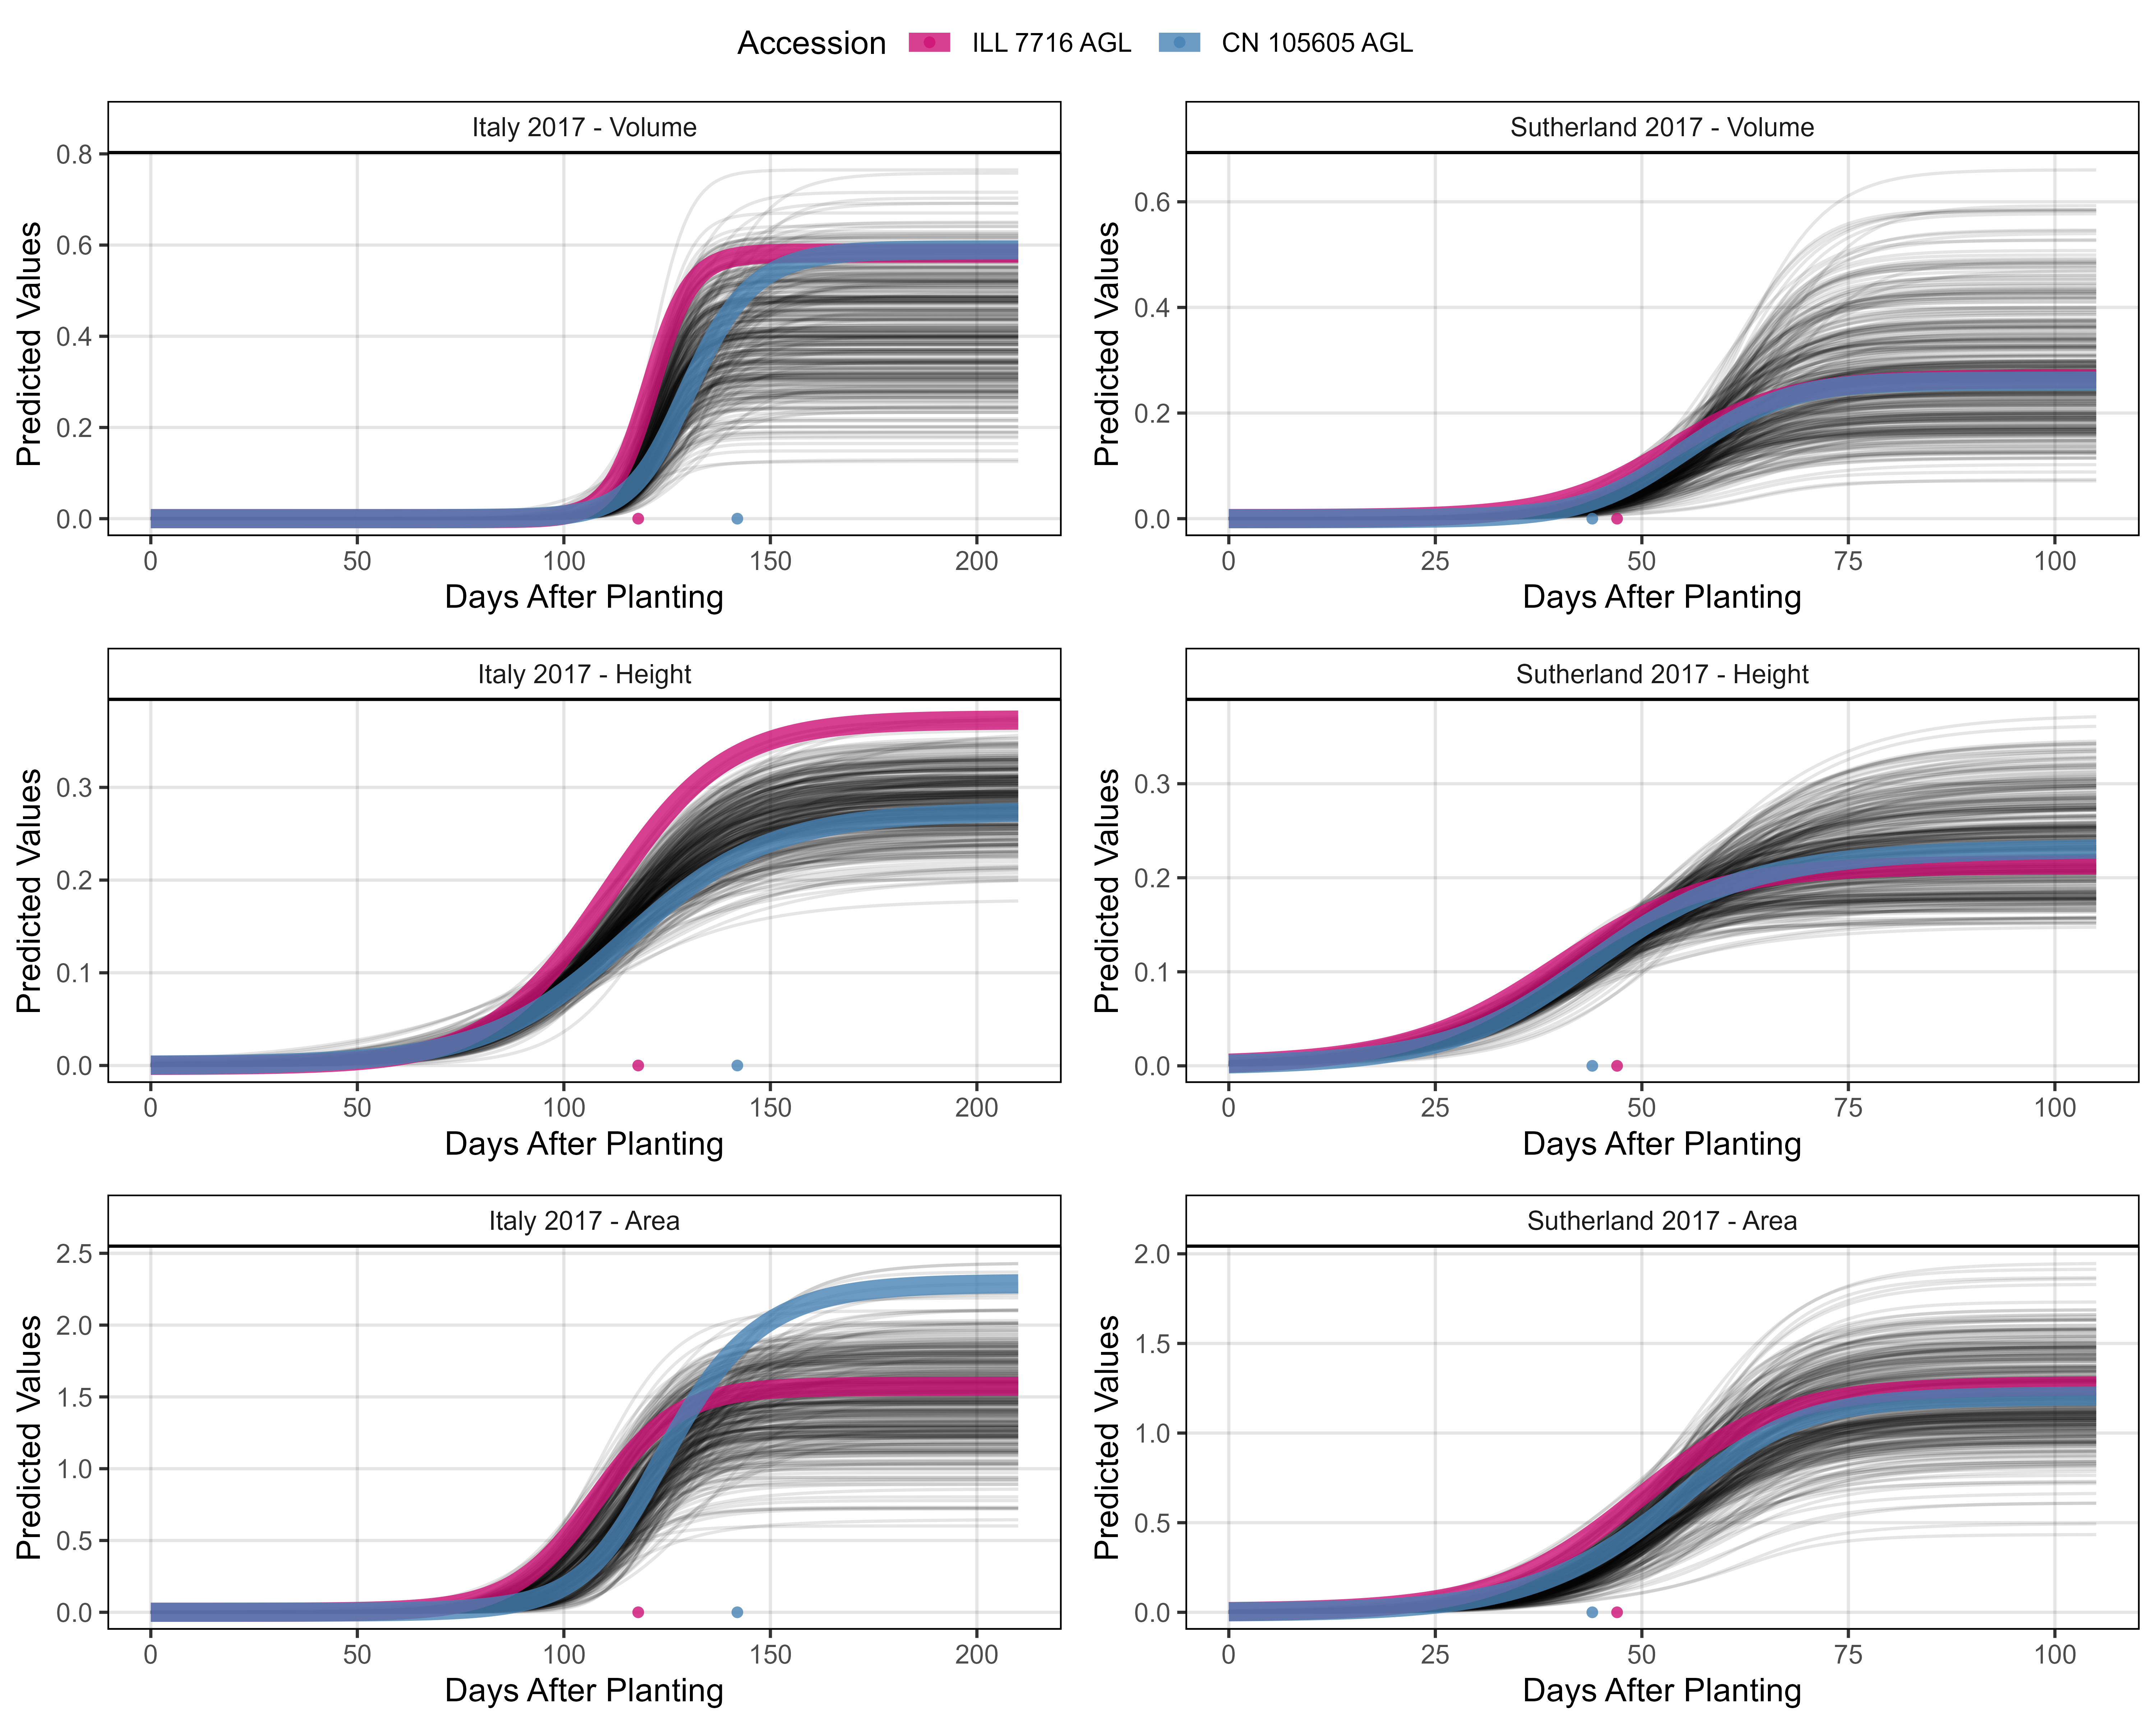 Accession ILL 7716 AGL CN 105605 AGL
Italy 2017 - Volume
Predicted Values
0.8
0.6
0.4
0.2
0.0
0 50 100 150 200
Days After Planting
Sutherland 2017 - Volume
Predicted Values
0.6
0.4
0.2
0.0
0 25 50 75 100
Days After Planting
Italy 2017 - Height
Predicted Values
0.3
0.2
0.1
0.0
0 50 100 150 200
Days After Planting
Sutherland 2017 - Height
Predicted Values
0.3
0.2
0.1
0.0
0 25 50 75 100
Days After Planting
Italy 2017 - Area
Predicted Values
2.5
2.0
1.5
1.0
0.5
0.0
0 50 100 150 200
Days After Planting
Sutherland 2017 - Area
Predicted Values
2.0
1.5
1.0
0.5
0.0
0 25 50 75 100
Days After Planting